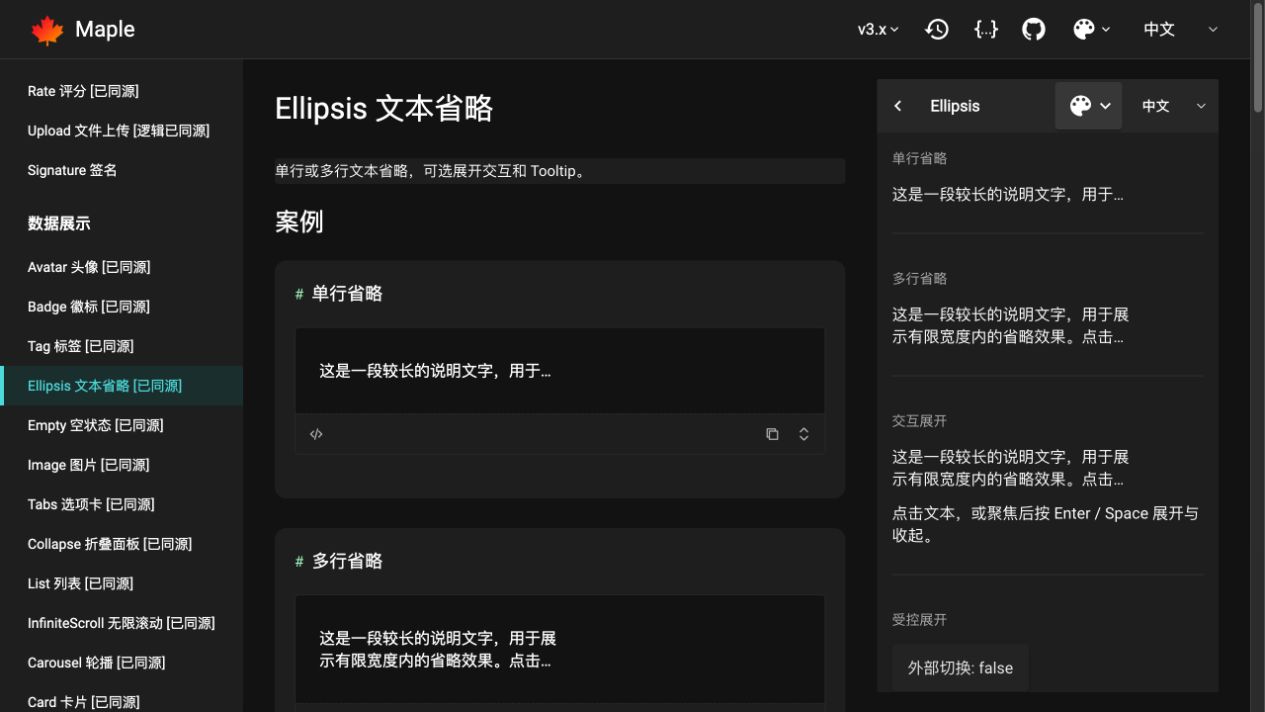 Maple
v3.x
中文
Rate 评分 [已同源]
Upload 文件上传 [逻辑已同源]
Signature 签名
数据展示
Avatar 头像 [已同源]
Badge 徽标 [已同源]
Tag 标签 [已同源]
Ellipsis 文本省略 [已同源]
Empty 空状态 [已同源]
Image 图片 [已同源]
Tabs 选项卡 [已同源]
Collapse 折叠面板 [已同源]
List 列表 [已同源]
InfiniteScroll 无限滚动 [已同源]
Carousel 轮播 [已同源]
Card 卡片 [已同源]
Ellipsis 文本省略
单行或多行文本省略，可选展开交互和 Tooltip。
案例
# 单行省略
这是一段较长的说明文字，用于...
# 多行省略
这是一段较长的说明文字，用于展
示有限宽度内的省略效果。点击...
Ellipsis
中文
单行省略
这是一段较长的说明文字，用于...
多行省略
这是一段较长的说明文字，用于展
示有限宽度内的省略效果。点击...
交互展开
这是一段较长的说明文字，用于展
示有限宽度内的省略效果。点击...
点击文本，或聚焦后按 Enter / Space 展开与
收起。
受控展开
外部切换: false